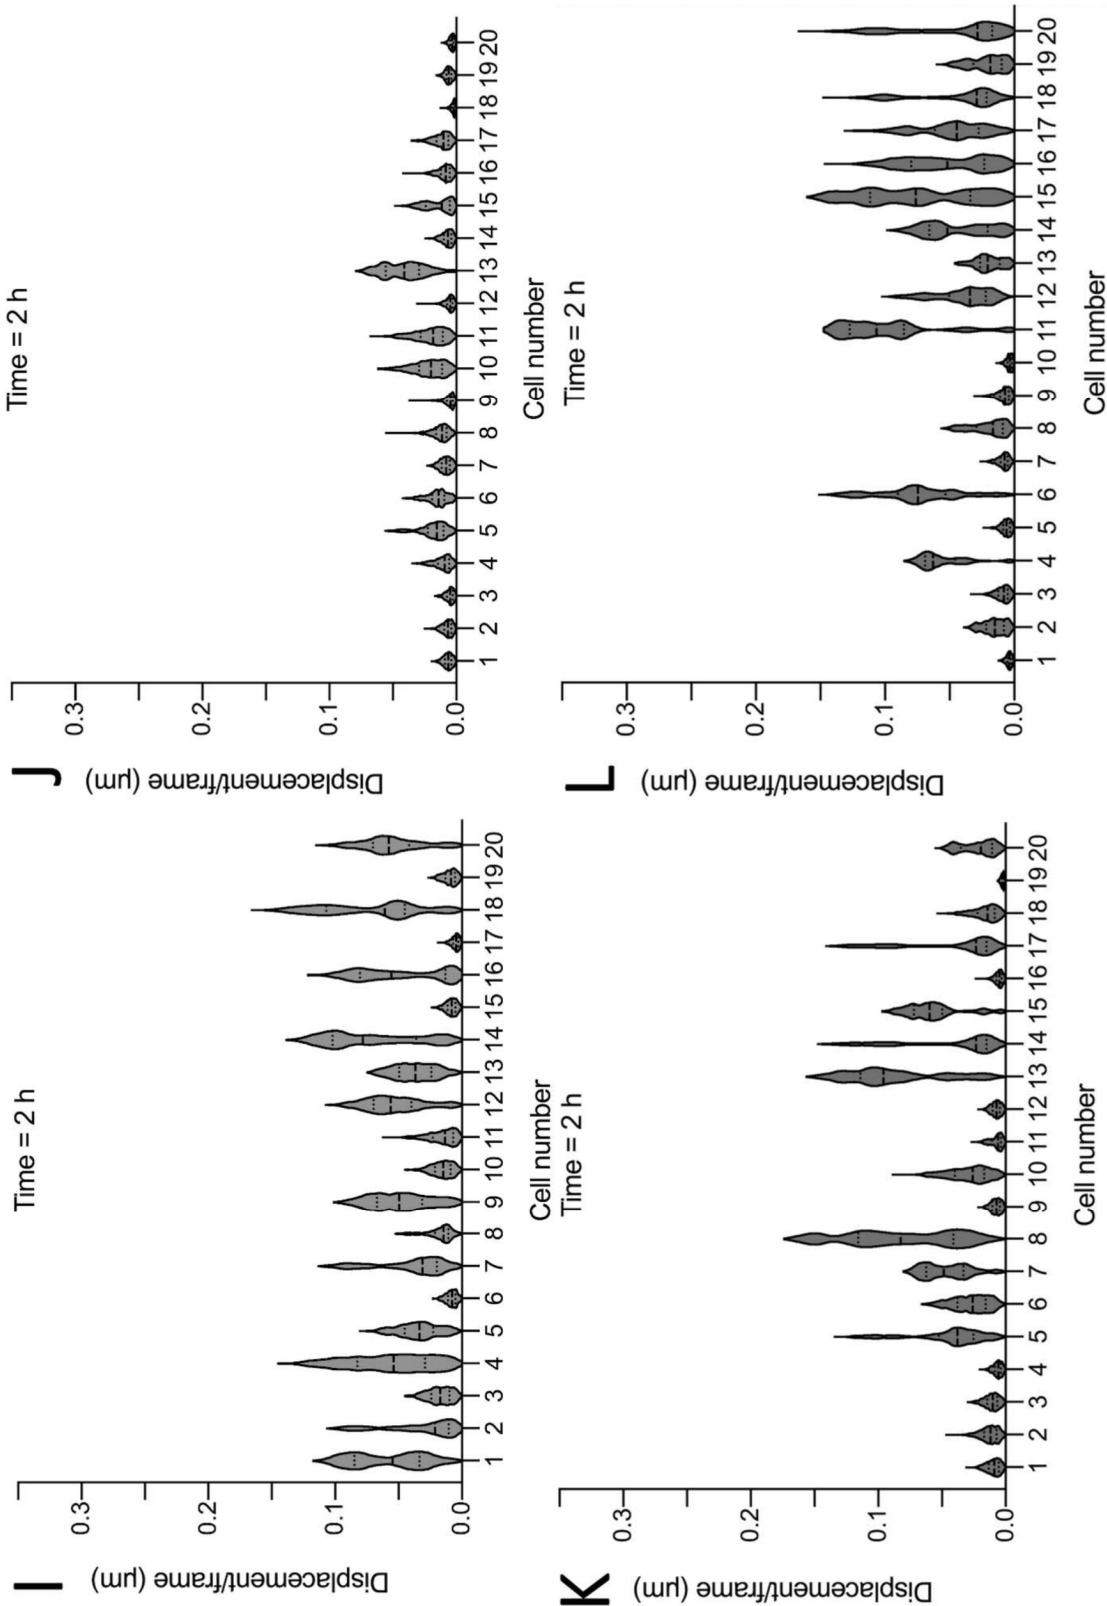 I
Time = 2 h
Displacement/frame (µm)
0.3
0.2
0.1
0.0
1 2 3 4 5 6 7 8 9 10 11 12 13 14 15 16 17 18 19 20
Cell number
J
Time = 2 h
Displacement/frame (µm)
0.3
0.2
0.1
0.0
1 2 3 4 5 6 7 8 9 10 11 12 13 14 15 16 17 18 19 20
Cell number
K
Time = 2 h
Displacement/frame (µm)
0.3
0.2
0.1
0.0
1 2 3 4 5 6 7 8 9 10 11 12 13 14 15 16 17 18 19 20
Cell number
L
Time = 2 h
Displacement/frame (µm)
0.3
0.2
0.1
0.0
1 2 3 4 5 6 7 8 9 10 11 12 13 14 15 16 17 18 19 20
Cell number